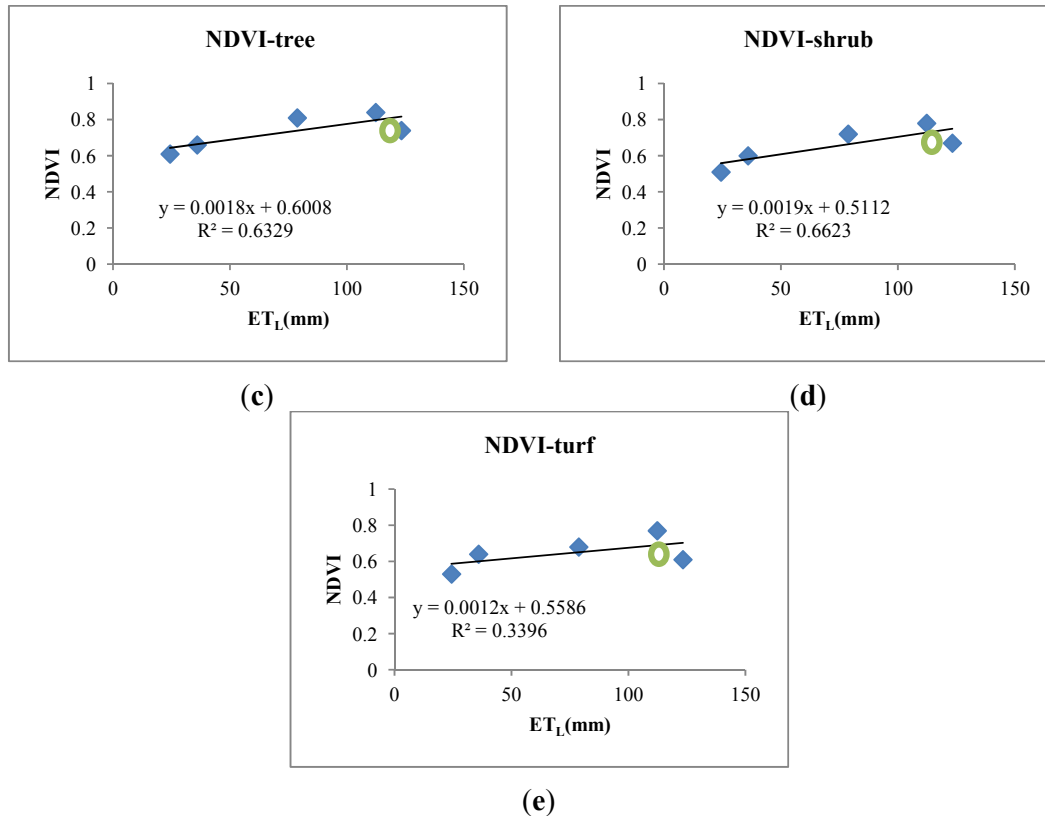 NDVI-tree
1
0.8
0.6
0.4
0.2
0
NDVI
y = 0.0018x + 0.6008
R² = 0.6329
0 50 100 150
ET_L(mm)
(c)
NDVI-shrub
1
0.8
0.6
0.4
0.2
0
NDVI
y = 0.0019x + 0.5112
R² = 0.6623
0 50 100 150
ET_L(mm)
(d)
NDVI-turf
1
0.8
0.6
0.4
0.2
0
NDVI
y = 0.0012x + 0.5586
R² = 0.3396
0 50 100 150
ET_L(mm)
(e)